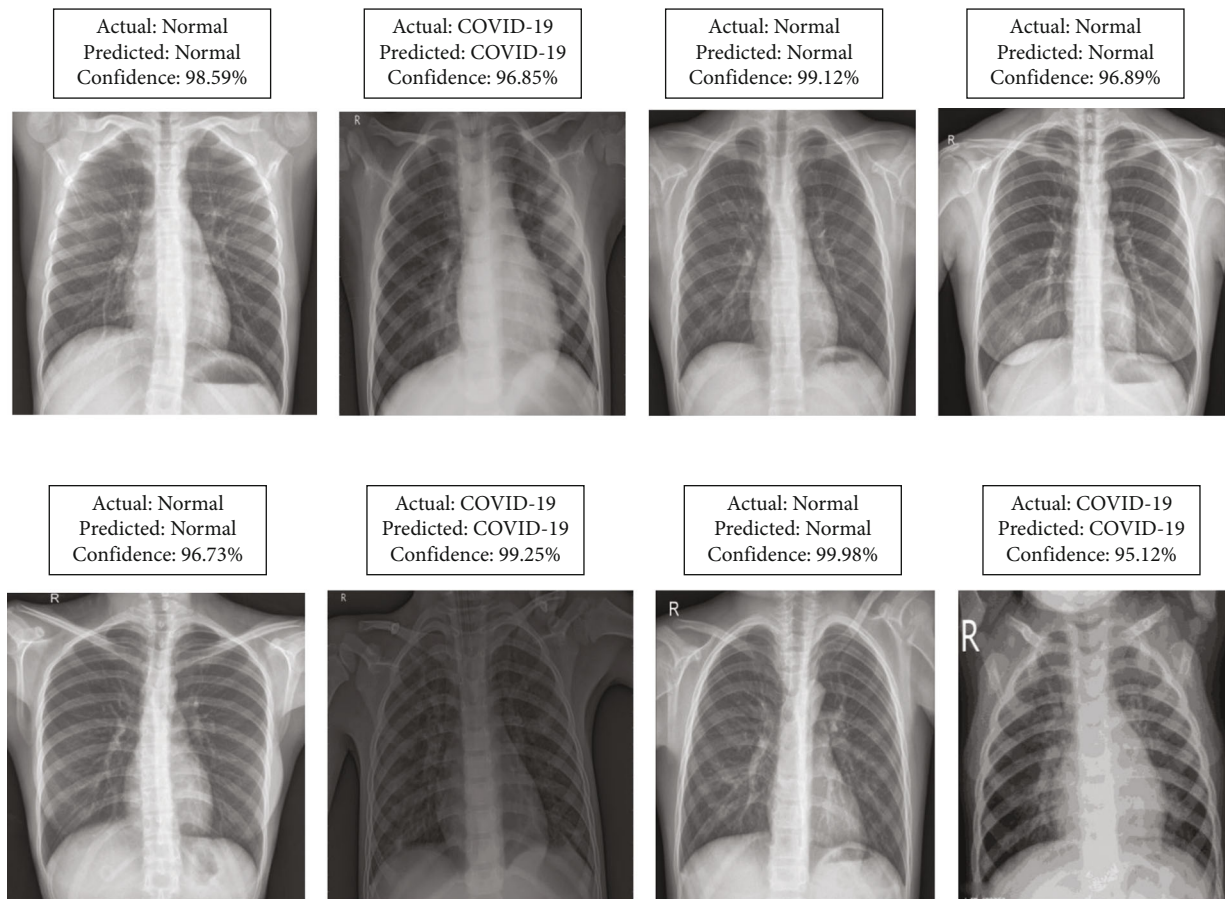 Actual: Normal
Predicted: Normal
Confidence: 98.59%
Actual: COVID-19
Predicted: COVID-19
Confidence: 96.85%
Actual: Normal
Predicted: Normal
Confidence: 99.12%
Actual: Normal
Predicted: Normal
Confidence: 96.89%
R
R
Actual: Normal
Predicted: Normal
Confidence: 96.73%
Actual: COVID-19
Predicted: COVID-19
Confidence: 99.25%
Actual: Normal
Predicted: Normal
Confidence: 99.98%
Actual: COVID-19
Predicted: COVID-19
Confidence: 95.12%
R
R
R
R